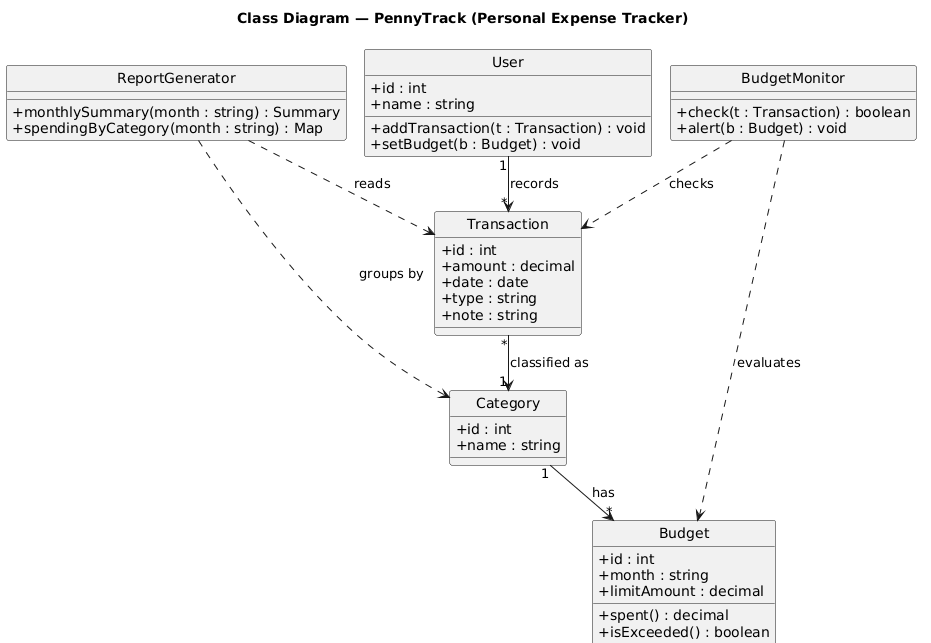 Class Diagram — PennyTrack (Personal Expense Tracker)
ReportGenerator
+monthlySummary(month : string) : Summary
+spendingByCategory(month : string) : Map
User
+id : int
+name : string
+addTransaction(t : Transaction) : void
+setBudget(b : Budget) : void
BudgetMonitor
+check(t : Transaction) : boolean
+alert(b : Budget) : void
1
reads
records
checks
*
Transaction
+id : int
+amount : decimal
+date : date
+type : string
+note : string
groups by
*
classified as
evaluates
1
Category
+id : int
+name : string
1
has
*
Budget
+id : int
+month : string
+limitAmount : decimal
+spent() : decimal
+isExceeded() : boolean